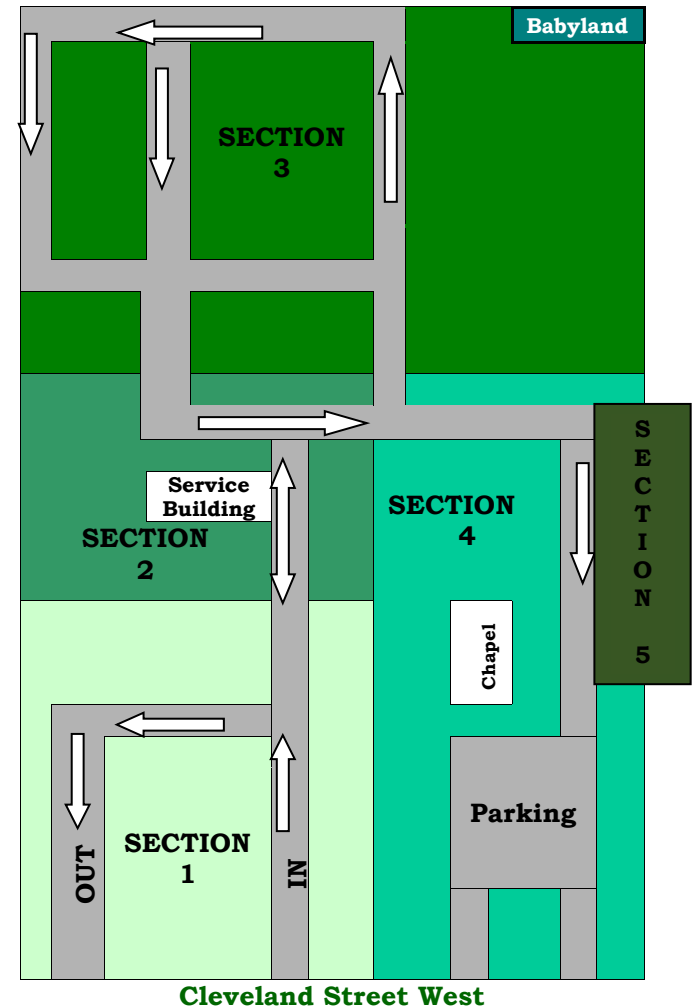 Babyland
SECTION
3
Service
Building
SECTION
2
SECTION
4
S
E
C
T
I
O
N
5
Chapel
Parking
SECTION
1
OUT
IN
Cleveland Street West